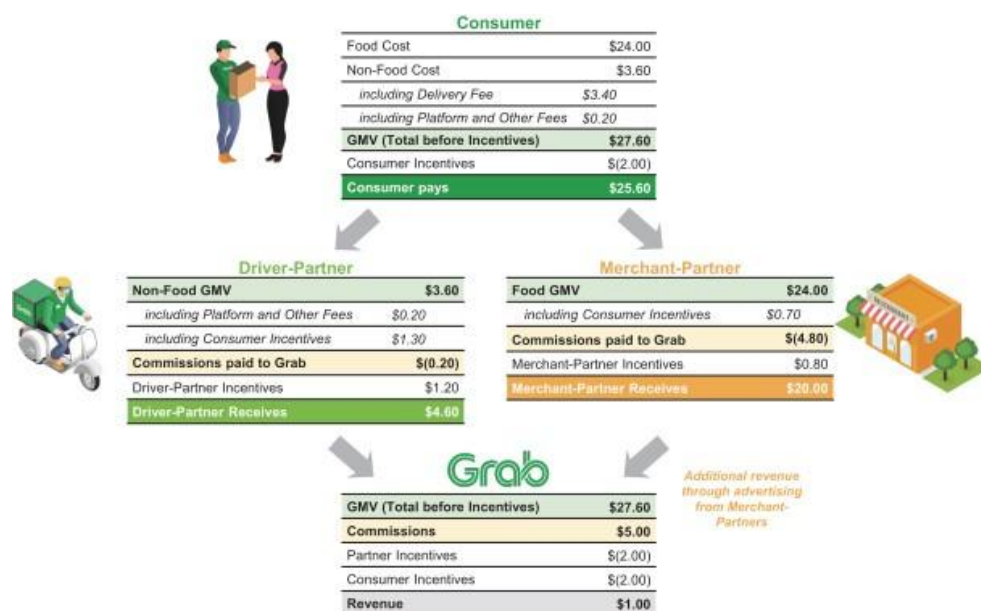 Consumer
Food Cost $24.00
Non-Food Cost $3.60
including Delivery Fee $3.40
including Platform and Other Fees $0.20
GMV (Total before Incentives) $27.60
Consumer Incentives $(2.00)
Consumer pays $25.60
Driver-Partner
Non-Food GMV $3.60
including Platform and Other Fees $0.20
including Consumer Incentives $1.30
Commissions paid to Grab $(0.20)
Driver-Partner Incentives $1.20
Driver-Partner Receives $4.60
Merchant-Partner
Food GMV $24.00
including Consumer Incentives $0.70
Commissions paid to Grab $(4.80)
Merchant-Partner Incentives $0.80
Merchant-Partner Receives $20.00
Grab
GMV (Total before Incentives) $27.60
Commissions $5.00
Partner Incentives $(2.00)
Consumer Incentives $(2.00)
Revenue $1.00
Additional revenue
through advertising
from Merchant-
Partners